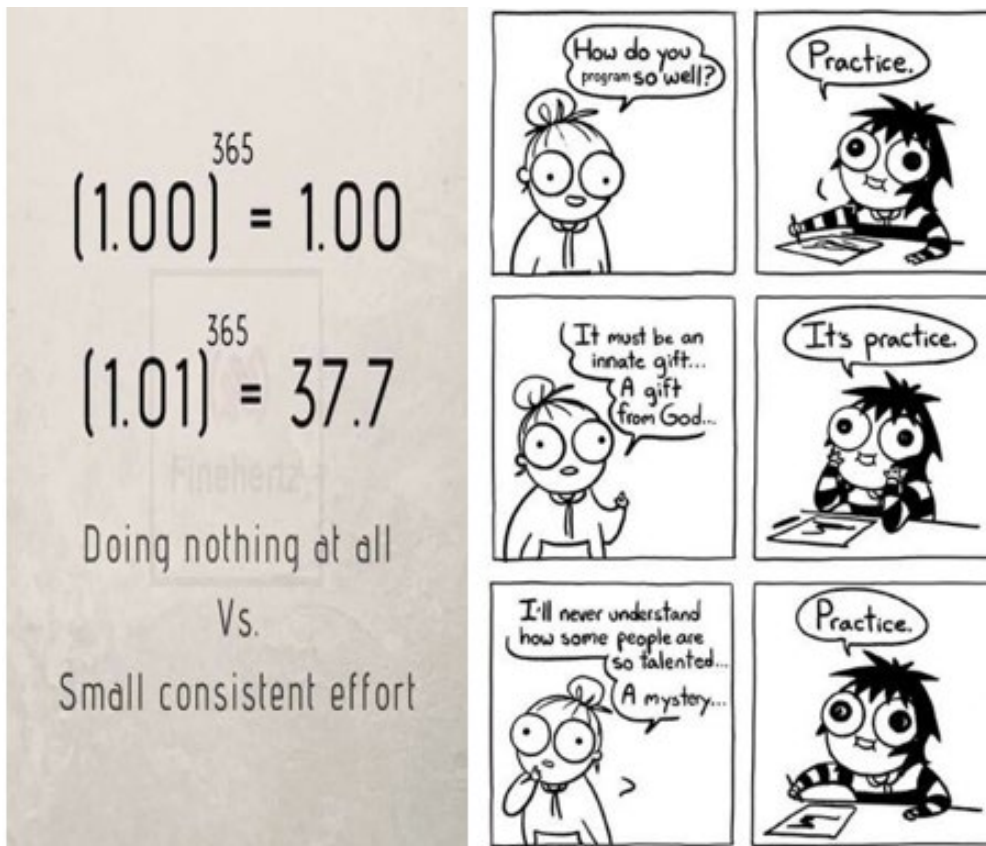 365
(1.00) = 1.00
365
(1.01) = 37.7
Finehertz
Doing nothing at all
Vs.
Small consistent effort
How do you
program so well?
Practice.
It must be an
innate gift...
A gift
from God...
It's practice.
I'll never understand
how some people are
so talented...
A mystery...
Practice.